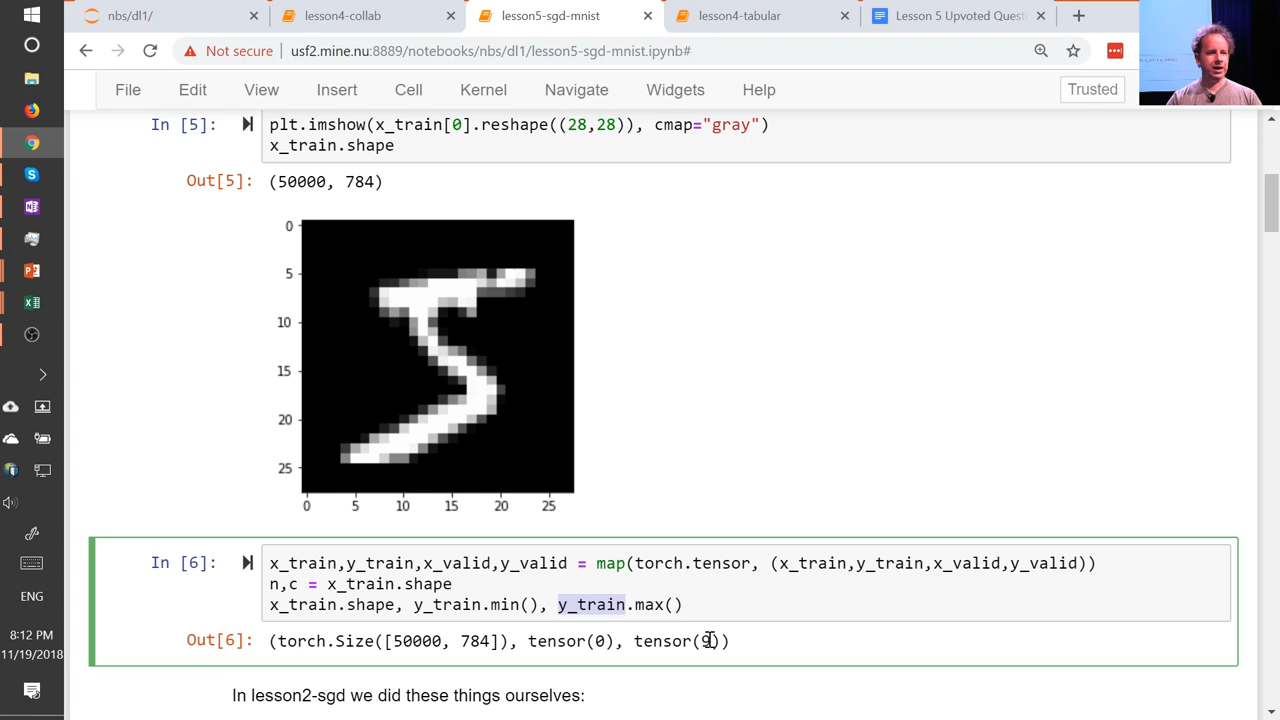 nbs/dl1/
lesson4-collab
lesson5-sgd-mnist
lesson4-tabular
Lesson 5 Upvoted Quest
Not secure
usf2.mine.nu:8889/notebooks/nbs/dl1/lesson5-sgd-mnist.ipynb#
File Edit View Insert Cell Kernel Navigate Widgets Help
Trusted
In [5]: plt.imshow(x_train[0].reshape((28,28)), cmap="gray")
x_train.shape
Out[5]: (50000, 784)
0
5
10
15
20
25
0 5 10 15 20 25
In [6]: x_train,y_train,x_valid,y_valid = map(torch.tensor, (x_train,y_train,x_valid,y_valid))
n,c = x_train.shape
x_train.shape, y_train.min(), y_train.max()
Out[6]: (torch.Size([50000, 784]), tensor(0), tensor(9))
In lesson2-sgd we did these things ourselves:
ENG
8:12 PM
11/19/2018